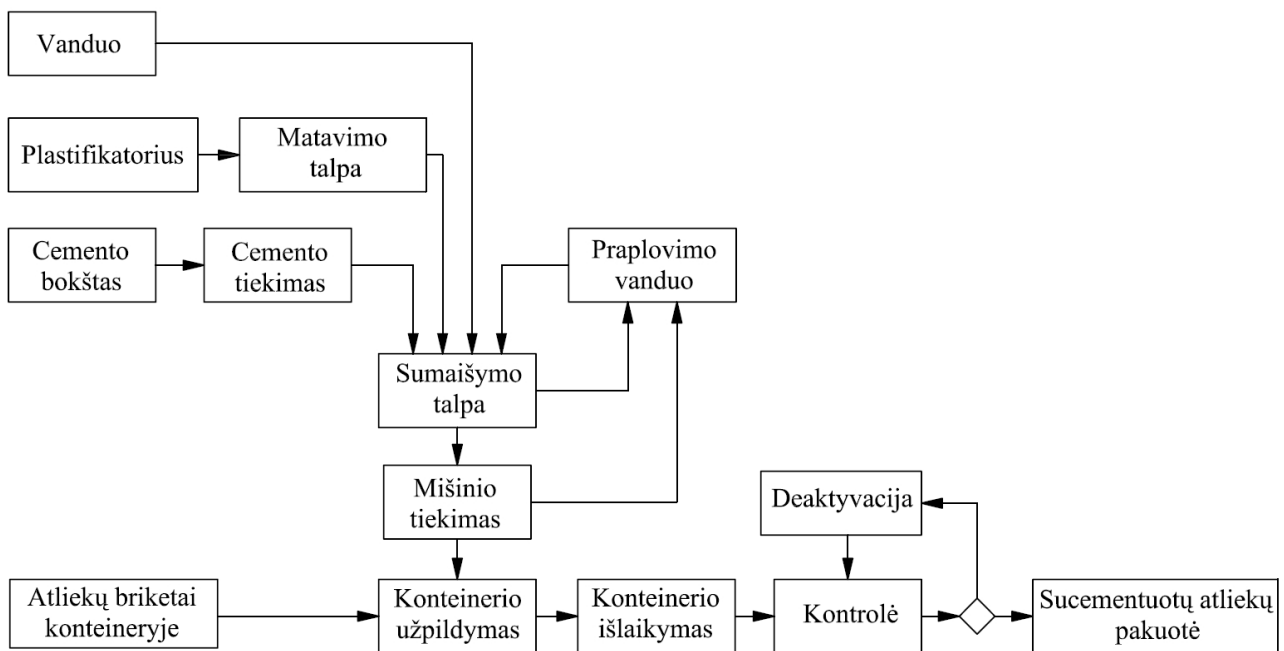 Vanduo
Plastifikatorius
Matavimo
talpa
Cemento
bokštas
Cemento
tiekimas
Praplovimo
vanduo
Sumaišymo
talpa
Mišinio
tiekimas
Deaktyvacija
Atliekų briketai
konteineryje
Konteinerio
užpildymas
Konteinerio
išlaikymas
Kontrolė
Sucementuotų atliekų
pakuotė